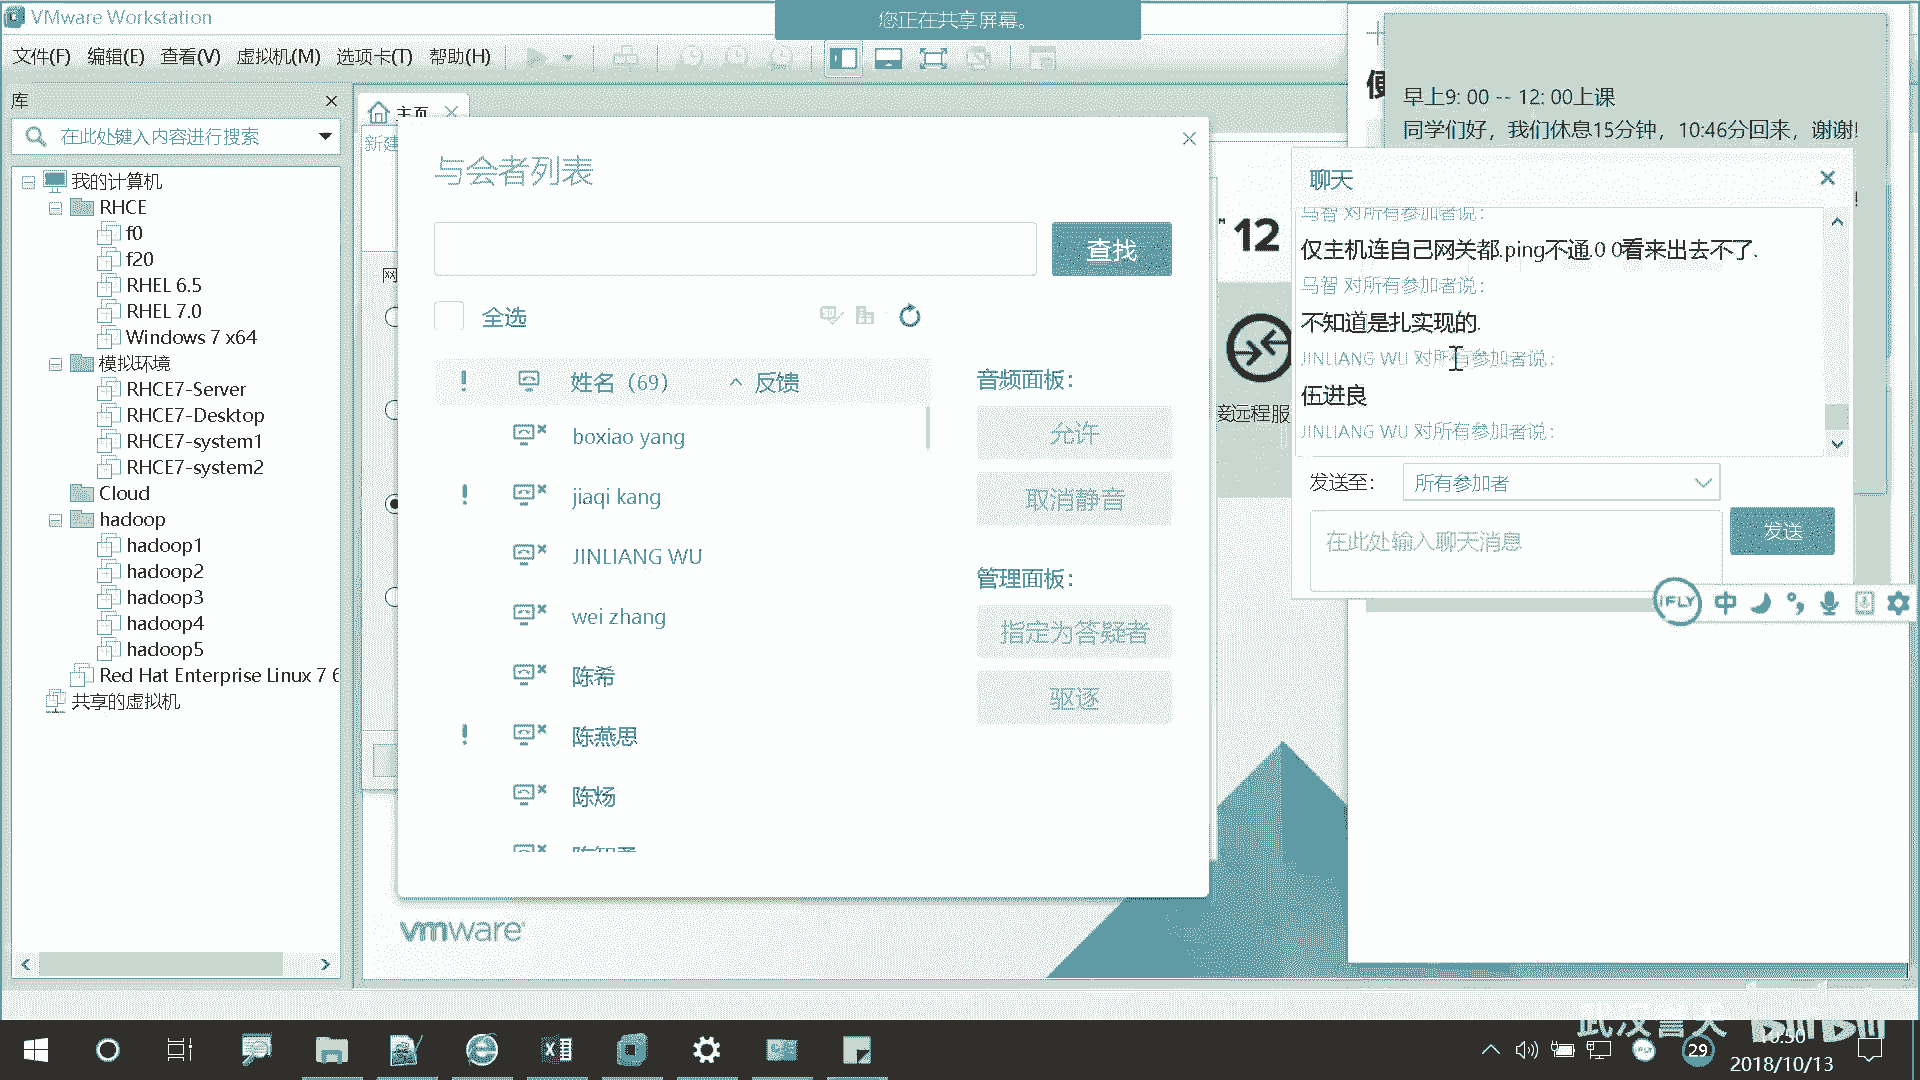 VMware Workstation
您正在共享屏幕。
文件(F) 编辑(E) 查看(V) 虚拟机(M) 选项卡(T) 帮助(H)
库
在此处键入内容进行搜索
我的计算机
RHCE
f0
f20
RHEL 6.5
RHEL 7.0
Windows 7 x64
模拟环境
RHCE7-Server
RHCE7-Desktop
RHCE7-system1
RHCE7-system2
Cloud
hadoop
hadoop1
hadoop2
hadoop3
hadoop4
hadoop5
Red Hat Enterprise Linux 7 6
共享的虚拟机
主页
新建
网
与会者列表
查找
全选
姓名（69） 反馈
boxiao yang
jiaqi kang
JINLIANG WU
wei zhang
陈希
陈燕思
陈炀
音频面板：
允许
取消静音
管理面板：
指定为答疑者
驱逐
12
接远程服
vmware
早上9: 00 -- 12: 00上课
同学们好，我们休息15分钟，10:46分回来，谢谢!
聊天
马智 对所有参加者说：
仅主机连自己网关都.ping不通.0 0看来出去不了.
马智 对所有参加者说：
不知道是扎实现的.
JINLIANG WU 对所有参加者说：
伍进良
JINLIANG WU 对所有参加者说：
发送至： 所有参加者
在此处输入聊天消息
发送
iFLY 中
武汉誉天 bilibili
29
2018/10/13